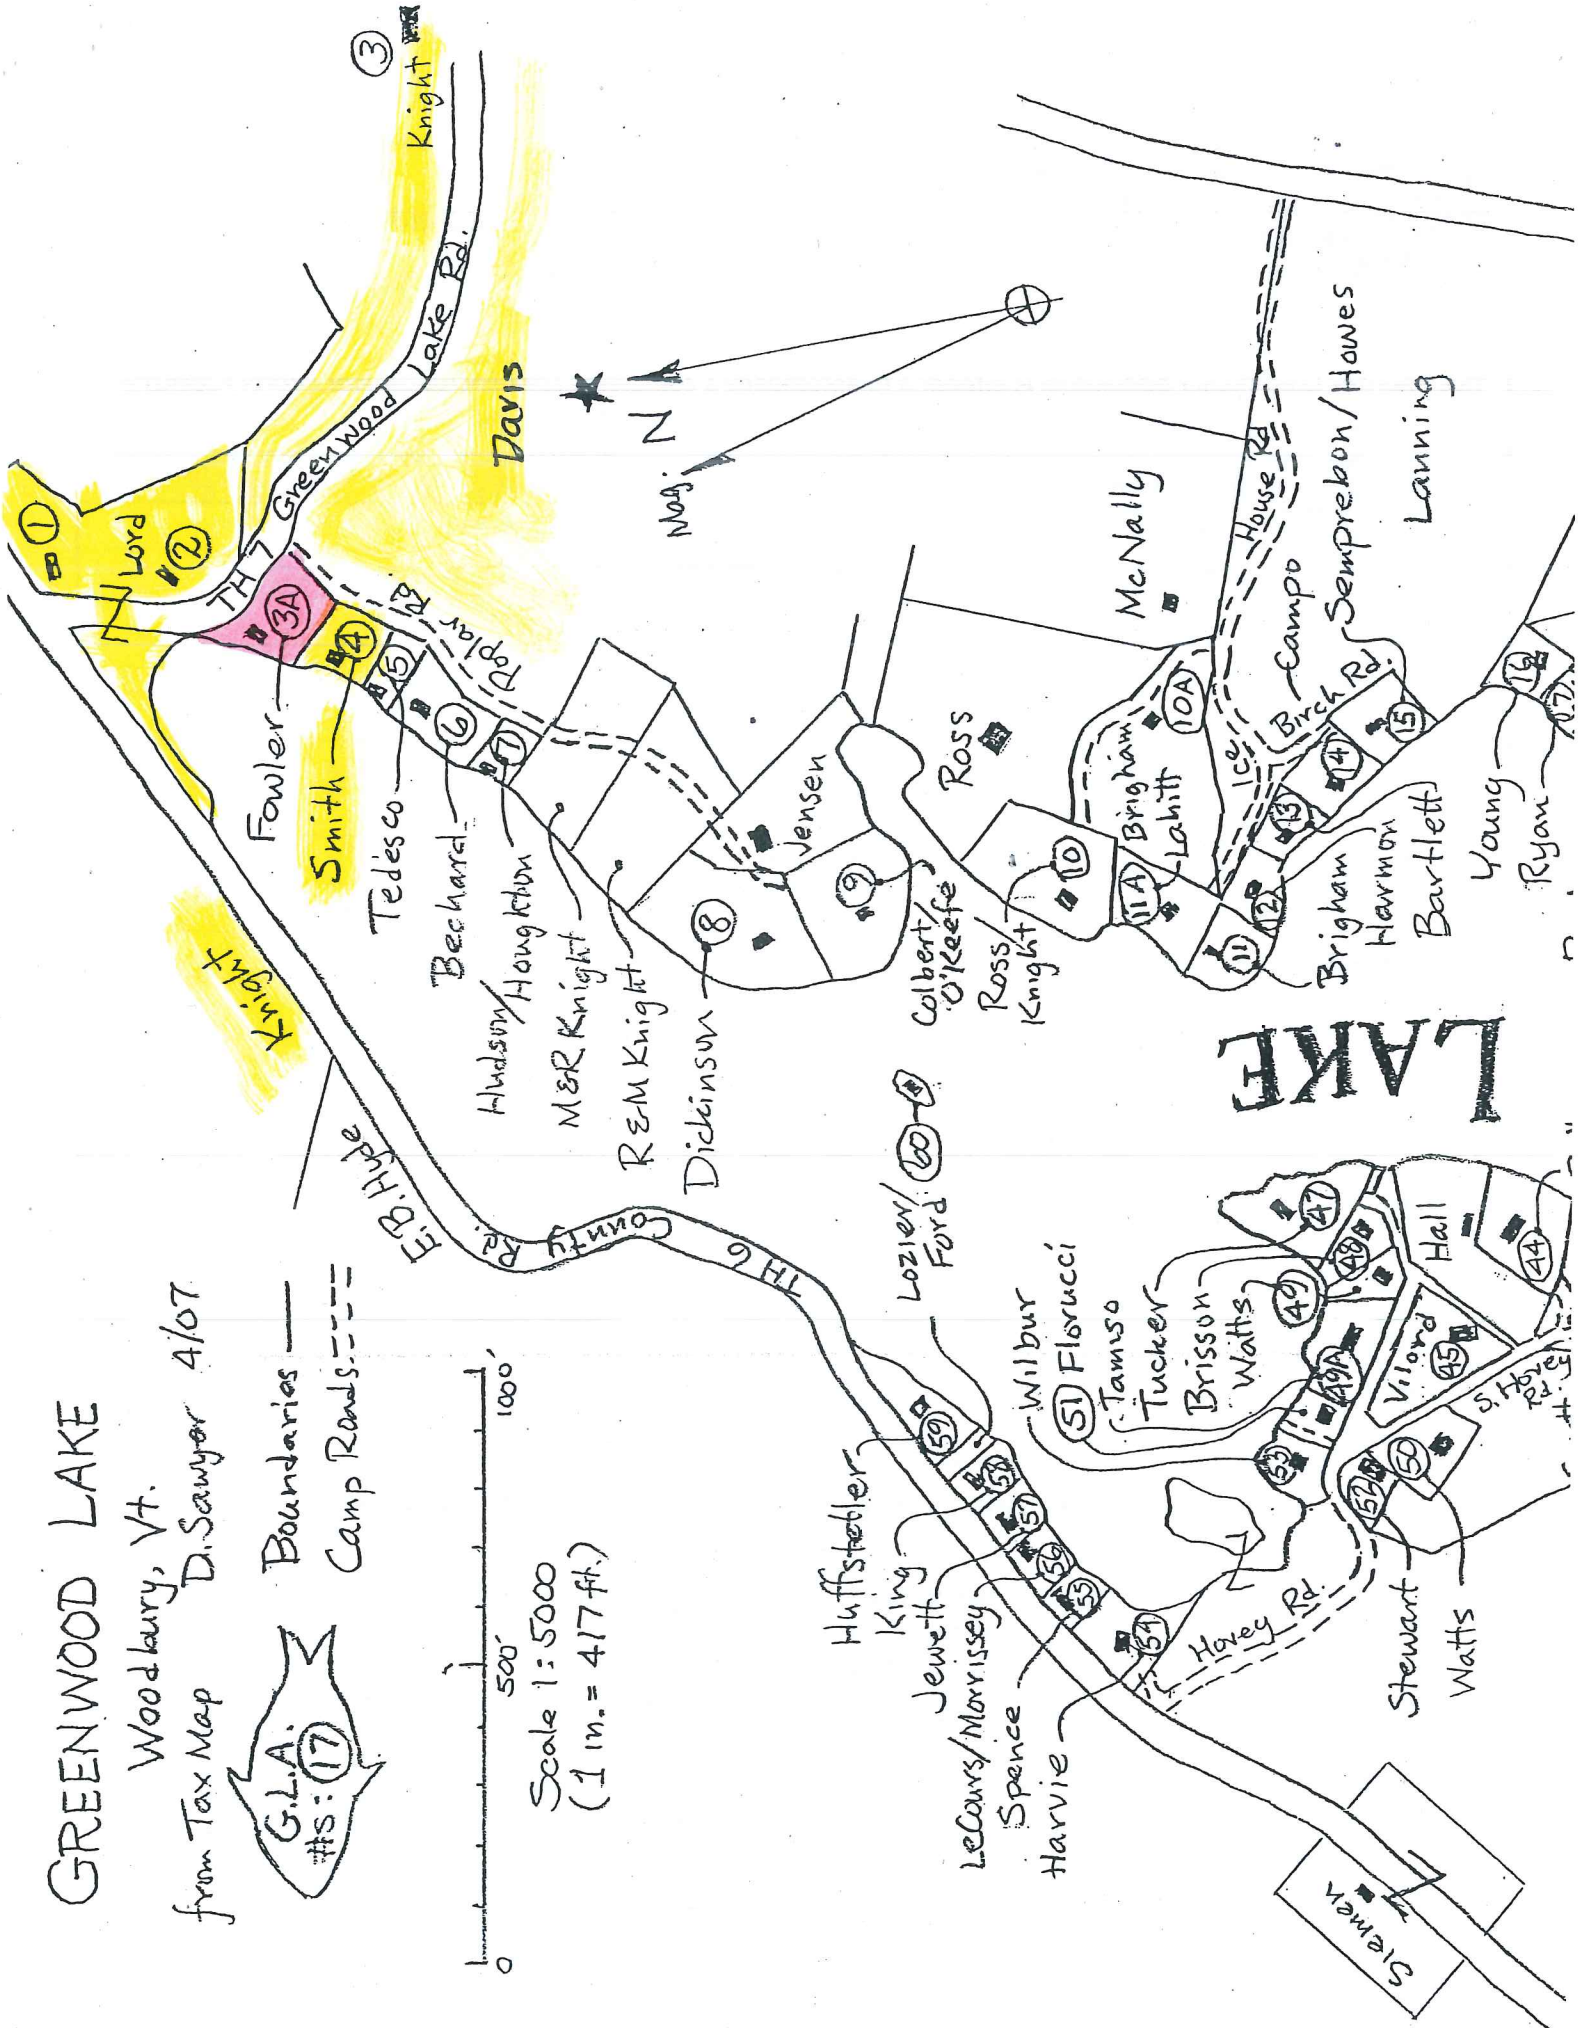 GREENWOOD LAKE
Woodbury, Vt.
from Tax Map D. Sawyer 4/07
G.L.A.
#s: 17
Boundaries
Camp Roads
0 500' 1000'
Scale 1:5000
(1 in. = 417 ft.)
E.B. Hyde
Knight
County Rd.
TH 6
1
Lord
2
TH 7 Greenwood Lake Rd.
3
Knight
Davis
N
Mag.
3A
4
5
6
7
8
9
Poplar Rd.
Fowler
Smith
Tedesco
Bechard
Hudson/
Houghton
M&R Knight
R&M Knight
Dickinson
Jensen
Colbert/
O'Keefe
Ross
Ross
Knight
10
McNally
10A
Brigham
Lahitt
11A
11
12
13
14
15
16
17
Ice House Rd.
Campo
Birch Rd.
Semprebon/Howes
Lanning
Brigham
Harmon
Bartlett
Young
Ryan
LAKE
Lozier/
Ford
60
Huffstetler
King
Jewett
LeCours/Morrissey
Spence
Harvie
59
58
57
56
55
54
Wilbur
51 Florucci
Tamiso
Tucker
Brisson
Watts
47
48
49
49A
53
Hall
44
Vilord
45
50
52
S. Hovey
Rd.
Hovey Rd.
Stewart
Watts
Siemen